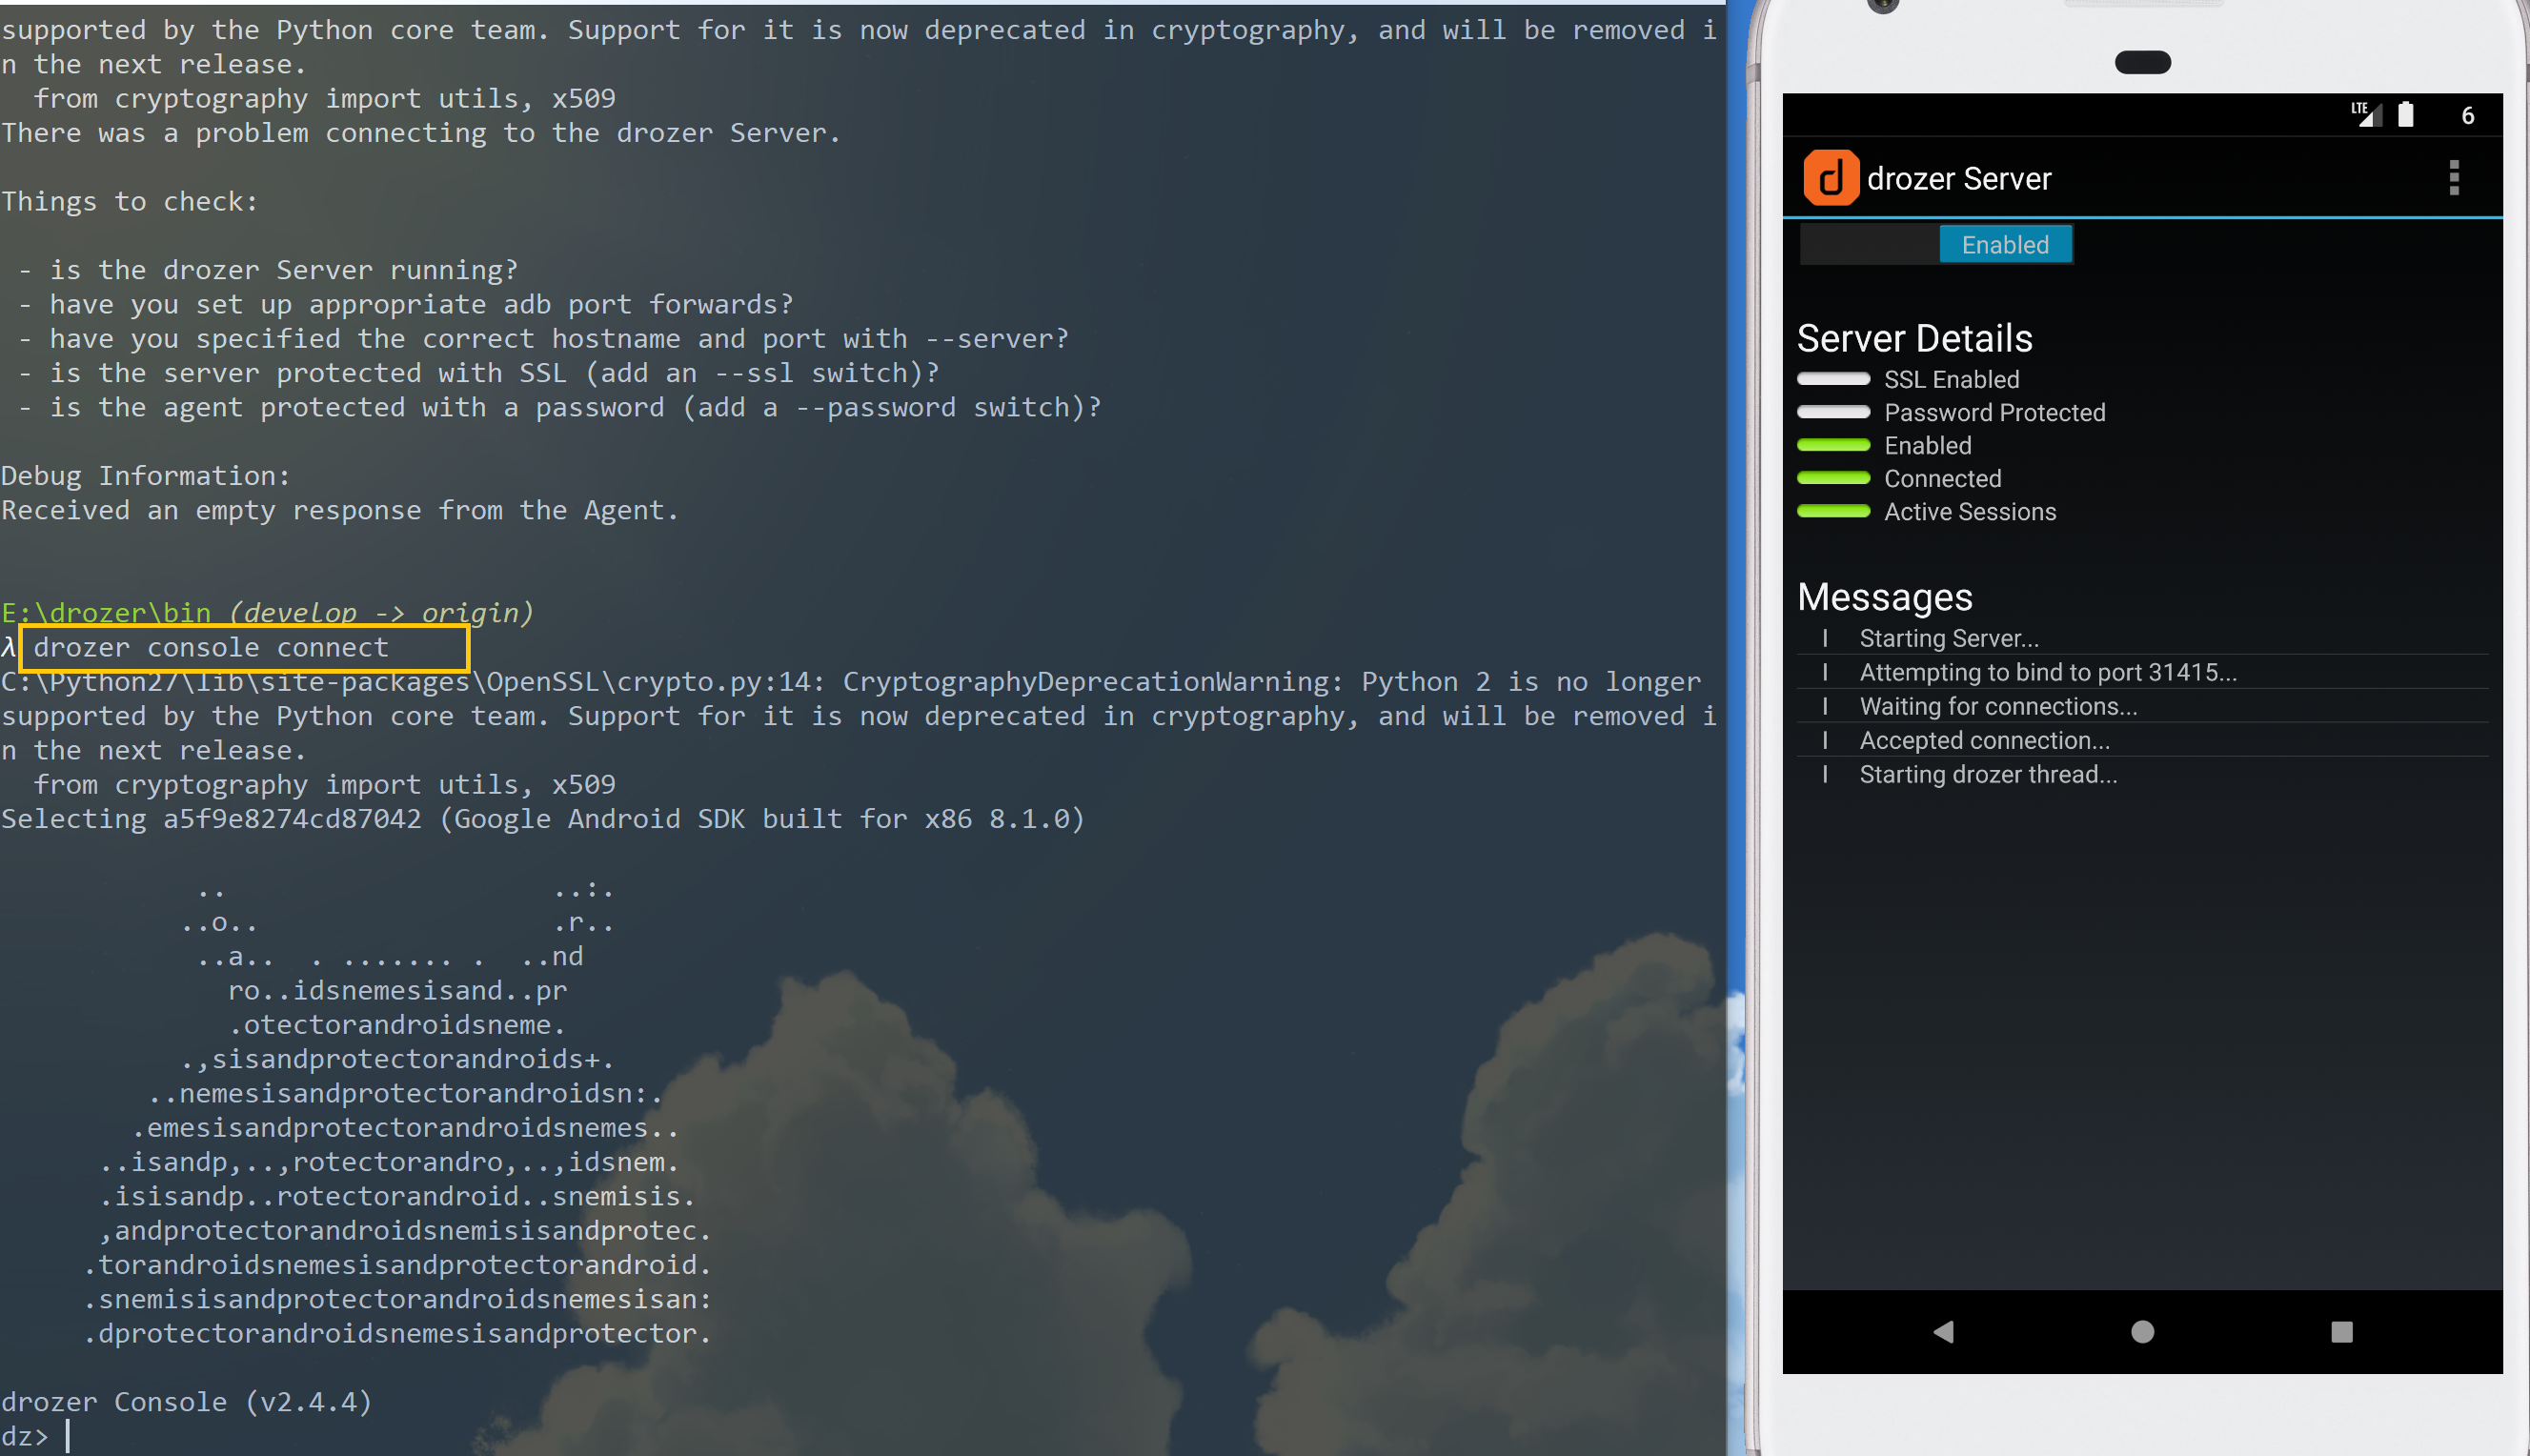 supported by the Python core team. Support for it is now deprecated in cryptography, and will be removed i
n the next release.
  from cryptography import utils, x509
There was a problem connecting to the drozer Server.
Things to check:
 - is the drozer Server running?
 - have you set up appropriate adb port forwards?
 - have you specified the correct hostname and port with --server?
 - is the server protected with SSL (add an --ssl switch)?
 - is the agent protected with a password (add a --password switch)?
Debug Information:
Received an empty response from the Agent.
E:\drozer\bin (develop -> origin)
λ drozer console connect
C:\Python27\lib\site-packages\OpenSSL\crypto.py:14: CryptographyDeprecationWarning: Python 2 is no longer
supported by the Python core team. Support for it is now deprecated in cryptography, and will be removed i
n the next release.
  from cryptography import utils, x509
Selecting a5f9e8274cd87042 (Google Android SDK built for x86 8.1.0)
            ..                    ..:.
           ..o..                  .r..
            ..a..  . ....... .  ..nd
              ro..idsnemesisand..pr
              .otectorandroidsneme.
           .,sisandprotectorandroids+.
         ..nemesisandprotectorandroidsn:.
        .emesisandprotectorandroidsnemes..
      ..isandp,..,rotectorandro,..,idsnem.
      .isisandp..rotectorandroid..snemisis.
      ,andprotectorandroidsnemisisandprotec.
     .torandroidsnemesisandprotectorandroid.
     .snemisisandprotectorandroidsnemesisan:
     .dprotectorandroidsnemesisandprotector.
drozer Console (v2.4.4)
dz>
LTE 6
d drozer Server
Enabled
Server Details
SSL Enabled
Password Protected
Enabled
Connected
Active Sessions
Messages
I Starting Server...
I Attempting to bind to port 31415...
I Waiting for connections...
I Accepted connection...
I Starting drozer thread...